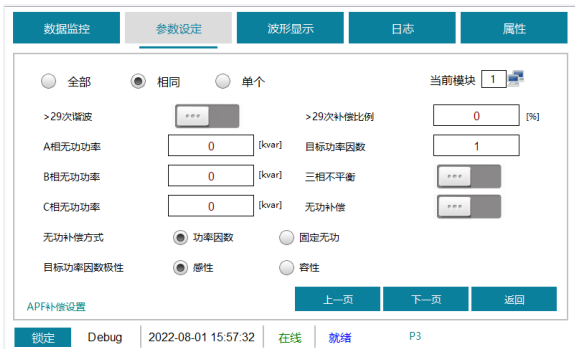 数据监控 参数设定 波形显示 日志 属性
全部 相同 单个 当前模块 1
>29次谐波 >29次补偿比例 0 [%]
A相无功功率 0 [kvar] 目标功率因数 1
B相无功功率 0 [kvar] 三相不平衡
C相无功功率 0 [kvar] 无功补偿
无功补偿方式 功率因数 固定无功
目标功率因数极性 感性 容性
APF补偿设置 上一页 下一页 返回
锁定 Debug 2022-08-01 15:57:32 在线 就绪 P3